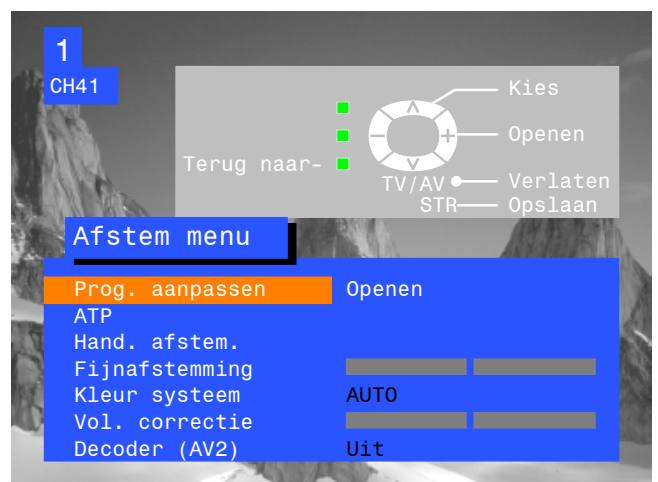 1
CH41
Kies
Openen
Terug naar-
TV/AV Verlaten
STR Opslaan
Afstem menu
Prog. aanpassen Openen
ATP
Hand. afstem.
Fijnafstemming
Kleur systeem AUTO
Vol. correctie
Decoder (AV2) Uit